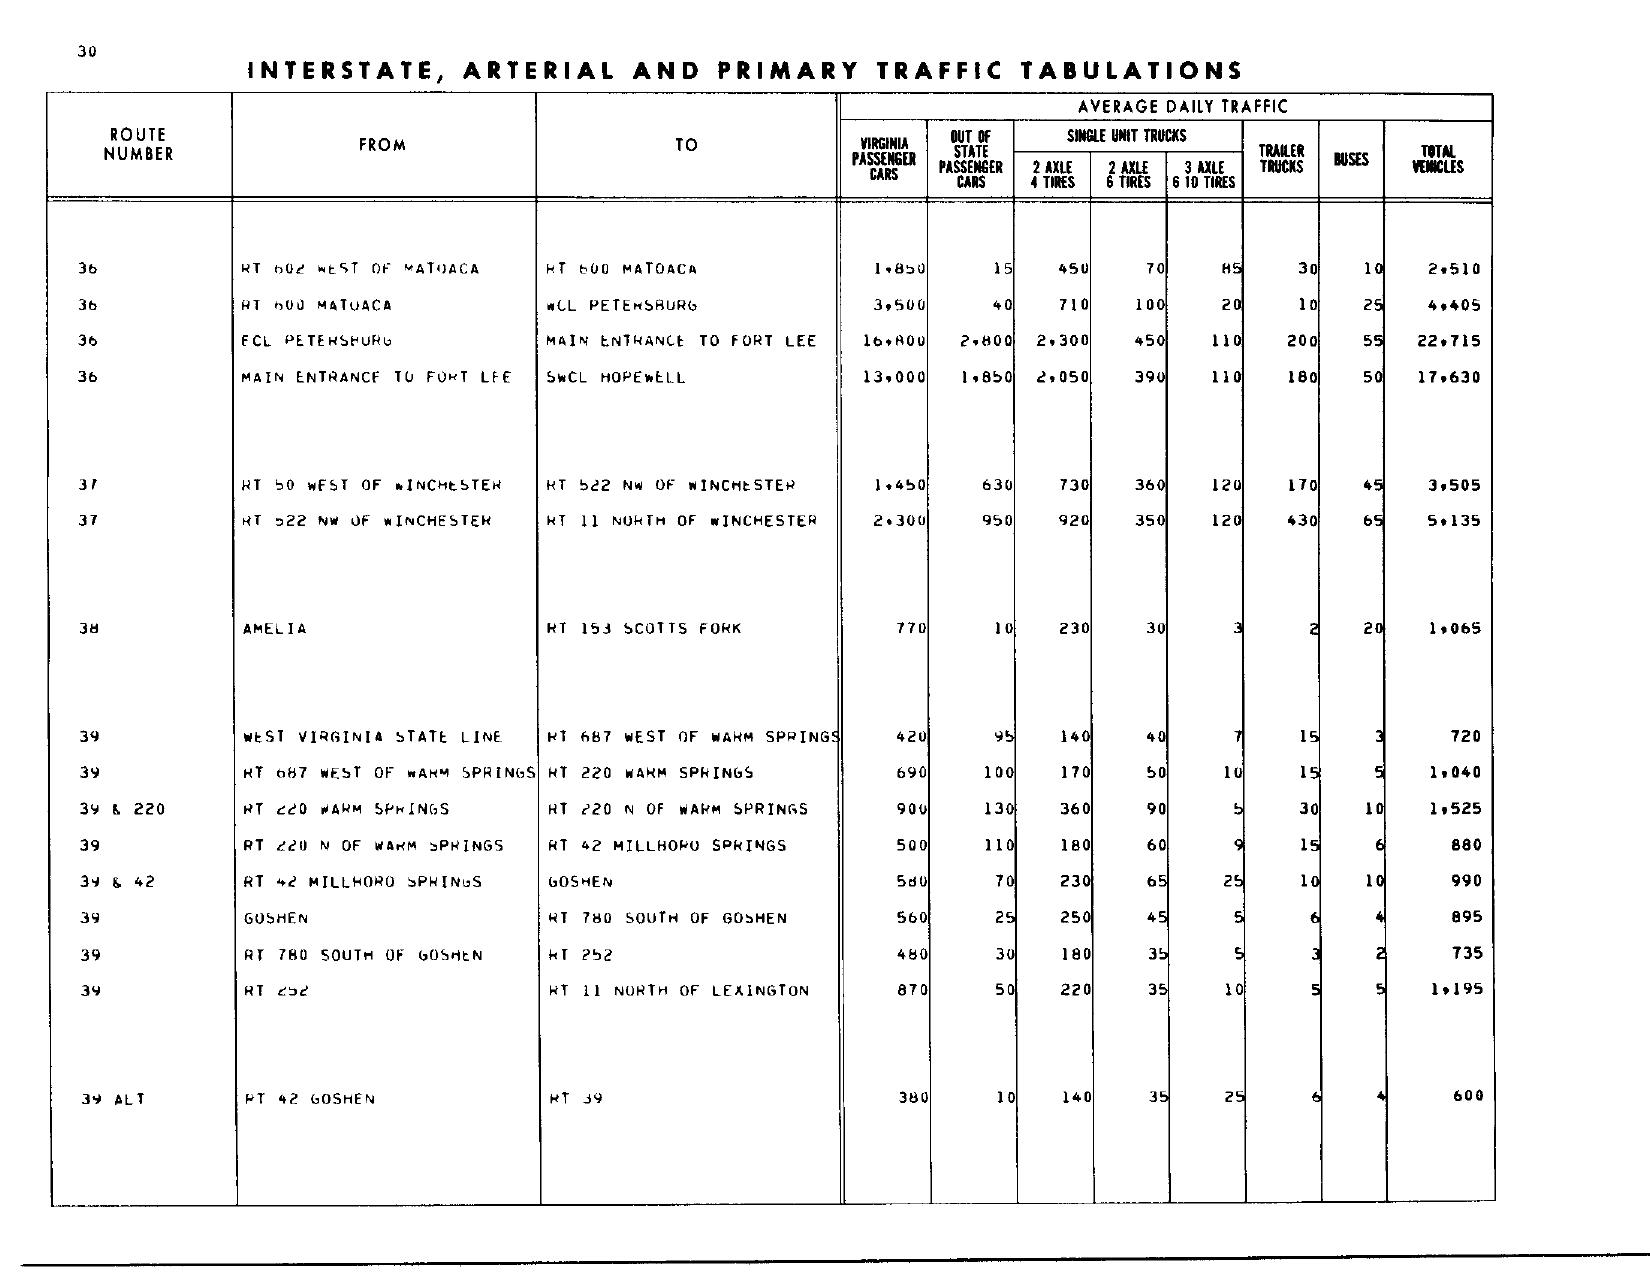 30
INTERSTATE, ARTERIAL AND PRIMARY TRAFFIC TABULATIONS
AVERAGE DAILY TRAFFIC
ROUTE NUMBER FROM TO VIRGINIA PASSENGER CARS OUT OF STATE PASSENGER CARS SINGLE UNIT TRUCKS 2 AXLE 4 TIRES 2 AXLE 6 TIRES 3 AXLE 6 10 TIRES TRAILER TRUCKS BUSES TOTAL VEHICLES
36 RT 602 WEST OF MATOACA RT 600 MATOACA 1,850 15 450 70 85 30 10 2,510
36 RT 600 MATOACA WCL PETERSBURG 3,500 40 710 100 20 10 25 4,405
36 ECL PETERSBURG MAIN ENTRANCE TO FORT LEE 16,800 2,800 2,300 450 110 200 55 22,715
36 MAIN ENTRANCE TO FORT LEE SWCL HOPEWELL 13,000 1,850 2,050 390 110 180 50 17,630
37 RT 50 WEST OF WINCHESTER RT 522 NW OF WINCHESTER 1,450 630 730 360 120 170 45 3,505
37 RT 522 NW OF WINCHESTER RT 11 NORTH OF WINCHESTER 2,300 950 920 350 120 430 65 5,135
38 AMELIA RT 153 SCOTTS FORK 770 10 230 30 3 2 20 1,065
39 WEST VIRGINIA STATE LINE RT 687 WEST OF WARM SPRINGS 420 95 140 40 7 15 3 720
39 RT 687 WEST OF WARM SPRINGS RT 220 WARM SPRINGS 690 100 170 50 10 15 5 1,040
39 & 220 RT 220 WARM SPRINGS RT 220 N OF WARM SPRINGS 900 130 360 90 5 30 10 1,525
39 RT 220 N OF WARM SPRINGS RT 42 MILLBORO SPRINGS 500 110 180 60 9 15 6 880
39 & 42 RT 42 MILLBORO SPRINGS GOSHEN 580 70 230 65 25 10 10 990
39 GOSHEN RT 780 SOUTH OF GOSHEN 560 25 250 45 5 6 4 895
39 RT 780 SOUTH OF GOSHEN RT 252 480 30 180 35 5 3 2 735
39 RT 252 RT 11 NORTH OF LEXINGTON 870 50 220 35 10 5 5 1,195
39 ALT RT 42 GOSHEN RT 39 380 10 140 35 25 6 4 600